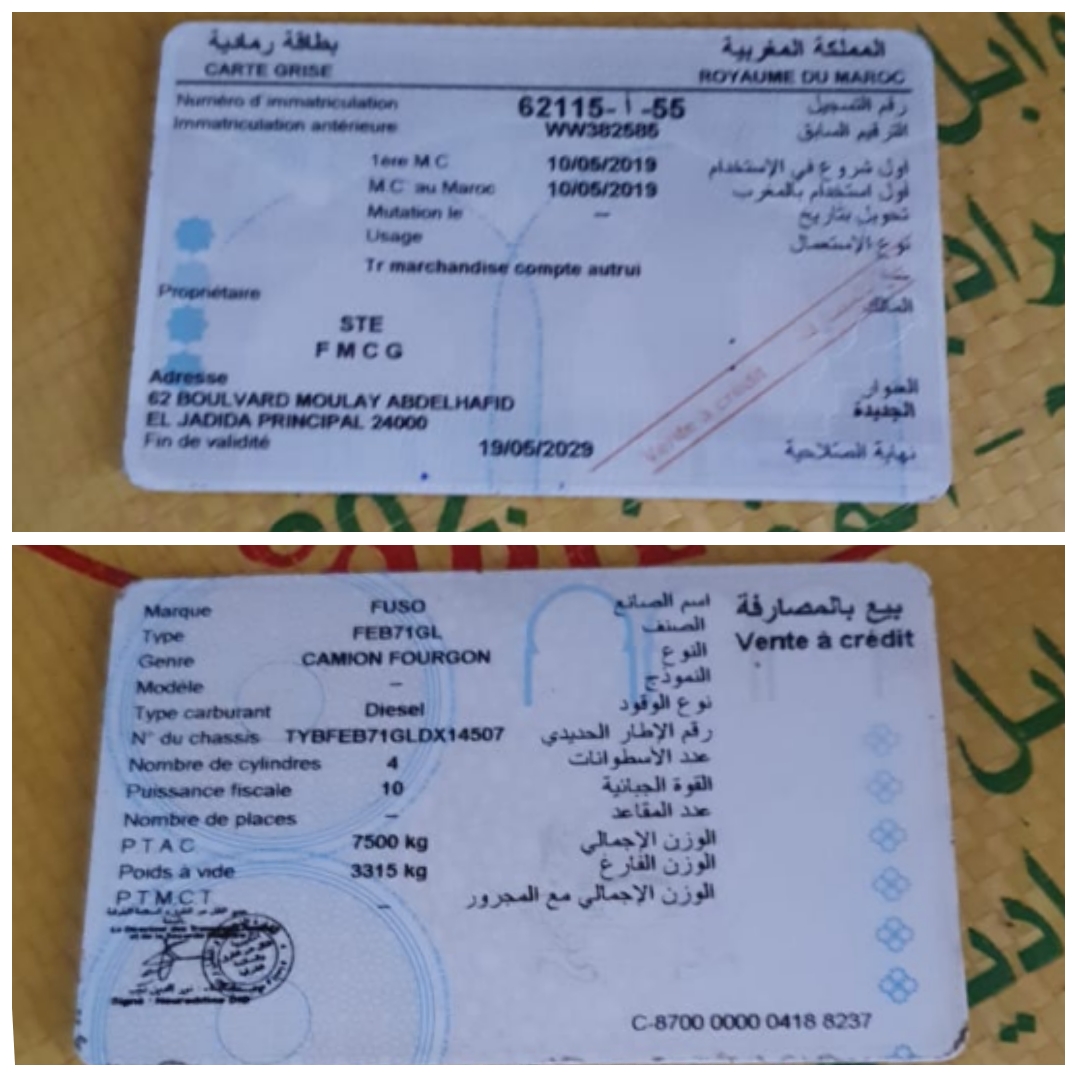 بطاقة رمادية
المملكة المغربية
CARTE GRISE
ROYAUME DU MAROC
Numéro d'immatriculation 62115- أ -55 رقم التسجيل
Immatriculation antérieure WW382585 الترقيم السابق
1ère M C 10/05/2019 اول شروع في الإستخدام
M.C. au Maroc 10/05/2019 أول استخدام بالمغرب
Mutation le -- تحويل بتاريخ
Usage نوع الإستعمال
Tr marchandise compte autrui
Propriétaire المالك
STE
F M C G
Adresse العنوان
62 BOULVARD MOULAY ABDELHAFID الجديدة
EL JADIDA PRINCIPAL 24000
Fin de validité 19/05/2029 نهاية الصلاحية
Vente à crédit
Marque FUSO اسم الصانع
Type FEB71GL الصنف
Genre CAMION FOURGON النوع
Modèle -- النموذج
Type carburant Diesel نوع الوقود
N° du chassis TYBFEB71GLDX14507 رقم الإطار الحديدي
Nombre de cylindres 4 عدد الأسطوانات
Puissance fiscale 10 القوة الجبائية
Nombre de places -- عدد المقاعد
P T A C 7500 kg الوزن الإجمالي
Poids à vide 3315 kg الوزن الفارغ
P.T.M.C.T -- الوزن الإجمالي مع المجرور
بيع بالمصارفة
Vente à crédit
C-8700 0000 0418 8237